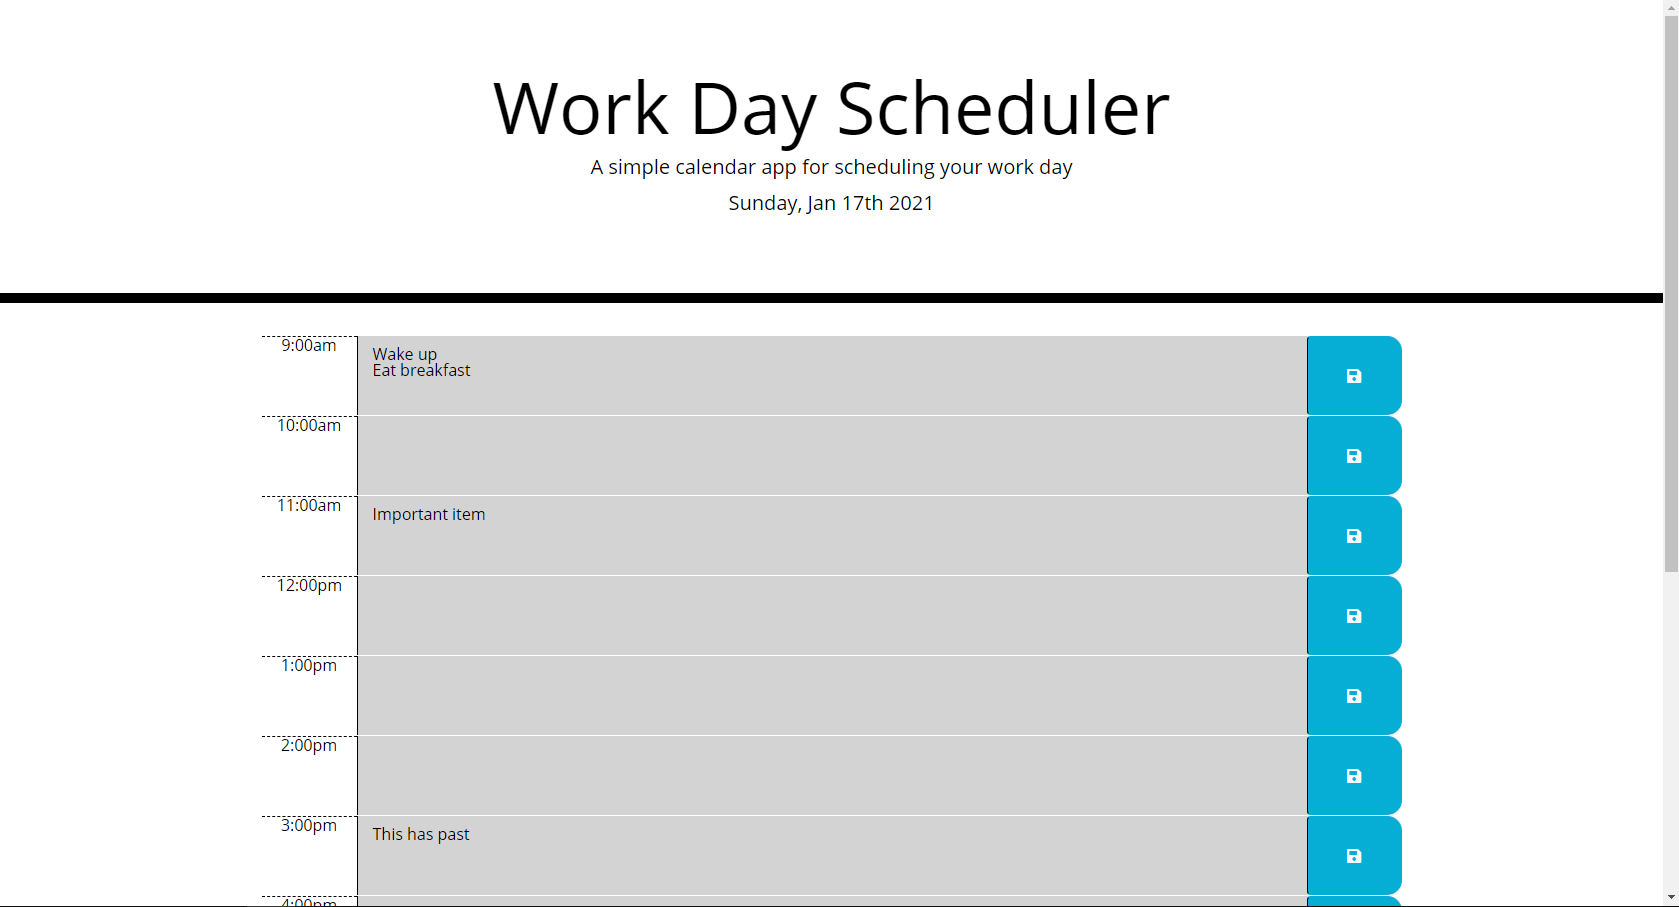 Work Day Scheduler
A simple calendar app for scheduling your work day
Sunday, Jan 17th 2021
9:00am
Wake up
Eat breakfast
10:00am
11:00am
Important item
12:00pm
1:00pm
2:00pm
3:00pm
This has past
4:00pm